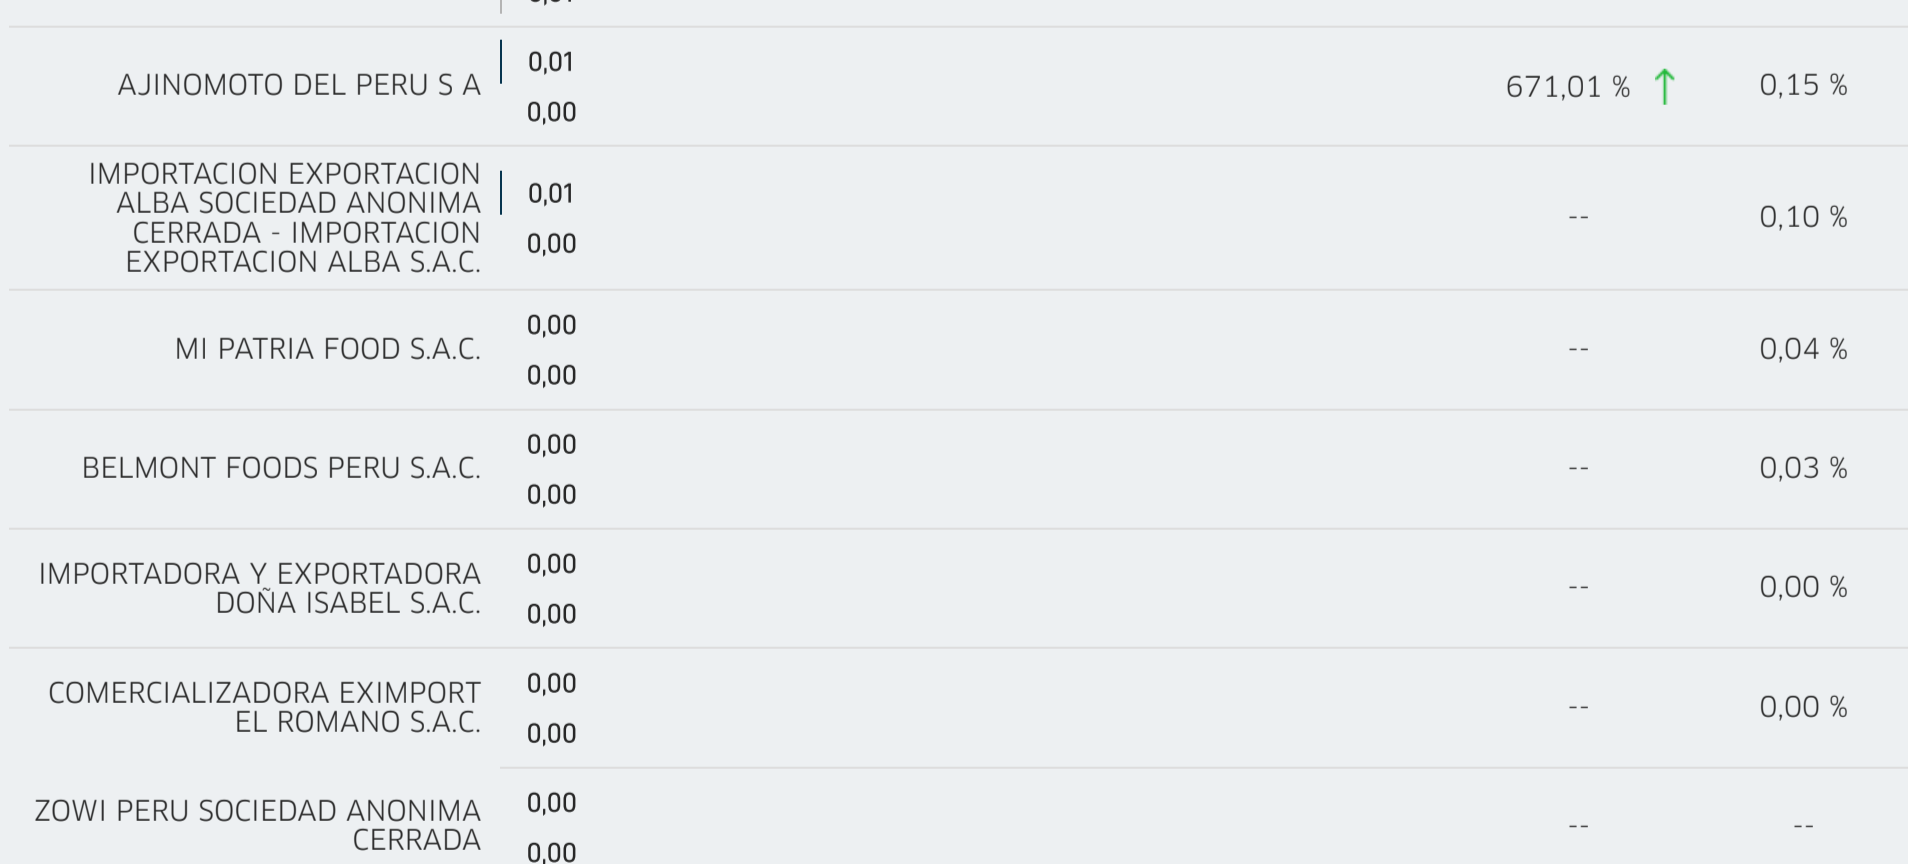 0,01
AJINOMOTO DEL PERU S A
0,01
0,00
671,01 %
0,15 %
IMPORTACION EXPORTACION
ALBA SOCIEDAD ANONIMA
CERRADA - IMPORTACION
EXPORTACION ALBA S.A.C.
0,01
0,00
--
0,10 %
MI PATRIA FOOD S.A.C.
0,00
0,00
--
0,04 %
BELMONT FOODS PERU S.A.C.
0,00
0,00
--
0,03 %
IMPORTADORA Y EXPORTADORA
DOÑA ISABEL S.A.C.
0,00
0,00
--
0,00 %
COMERCIALIZADORA EXIMPORT
EL ROMANO S.A.C.
0,00
0,00
--
0,00 %
ZOWI PERU SOCIEDAD ANONIMA
CERRADA
0,00
0,00
--
--